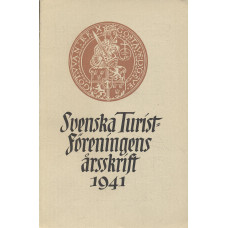 Svenska Turist-
Föreningens
årsskrift
1941